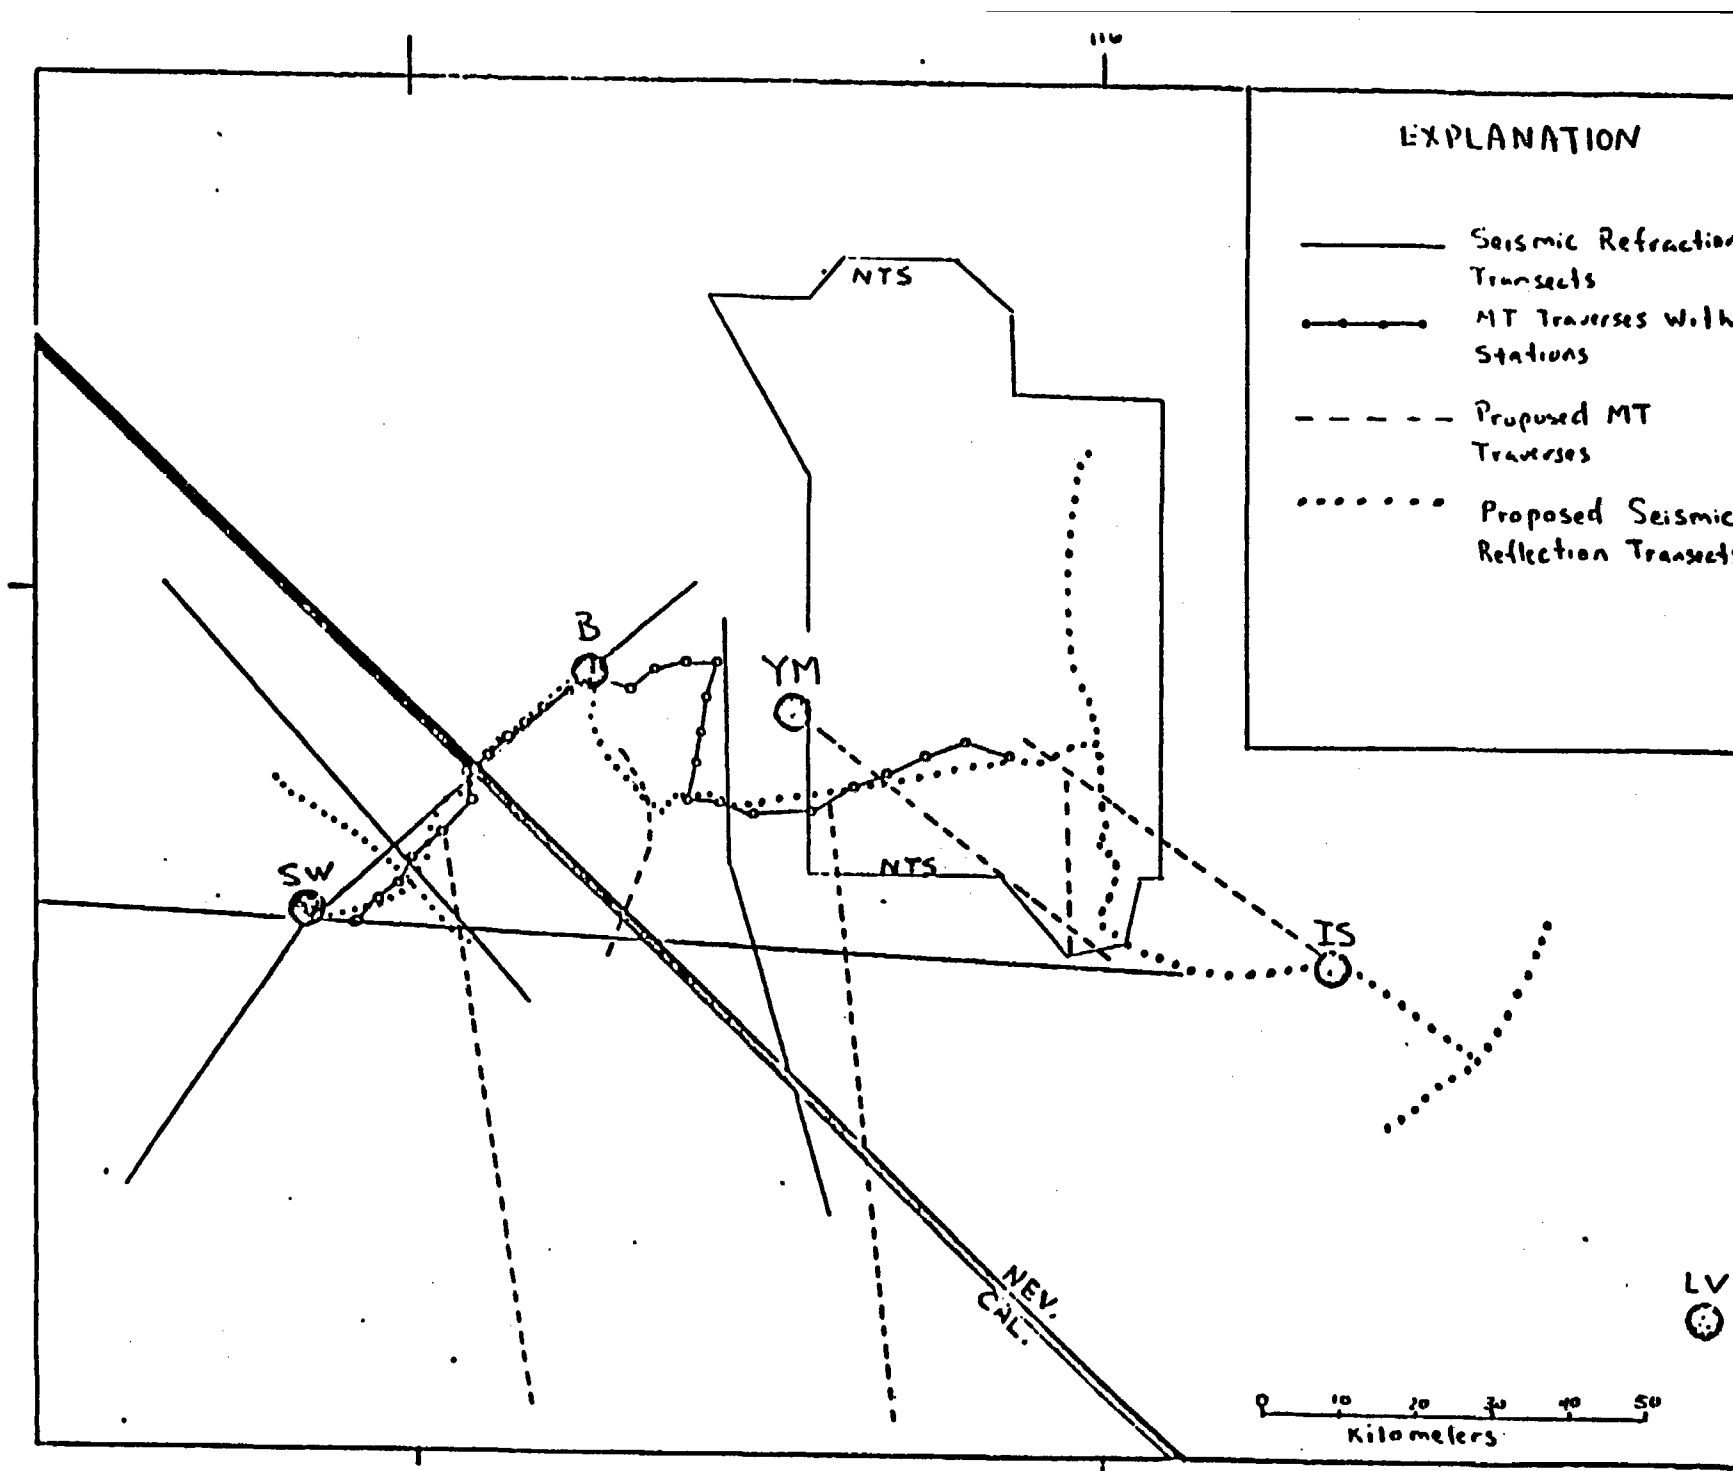 116
EXPLANATION
Seismic Refraction
Transects
MT Traverses With
Stations
Proposed MT
Traverses
Proposed Seismic
Reflection Transects
NTS
B
YM
SW
NTS
IS
NEV.
CAL.
LV
0 10 20 30 40 50
Kilometers